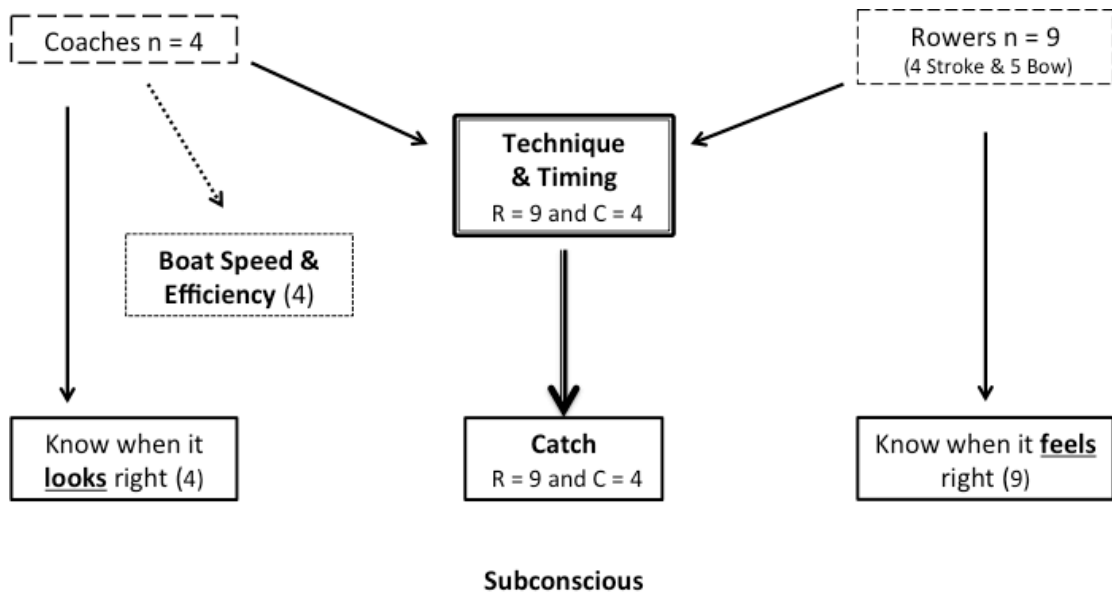 Coaches n = 4
Rowers n = 9
(4 Stroke & 5 Bow)
Technique
& Timing
R = 9 and C = 4
Boat Speed &
Efficiency (4)
Know when it
looks right (4)
Catch
R = 9 and C = 4
Know when it feels
right (9)
Subconscious